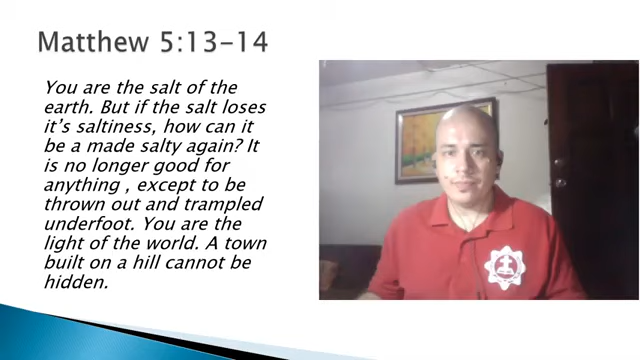 Matthew 5:13-14
You are the salt of the
earth. But if the salt loses
it's saltiness, how can it
be a made salty again? It
is no longer good for
anything , except to be
thrown out and trampled
underfoot. You are the
light of the world. A town
built on a hill cannot be
hidden.